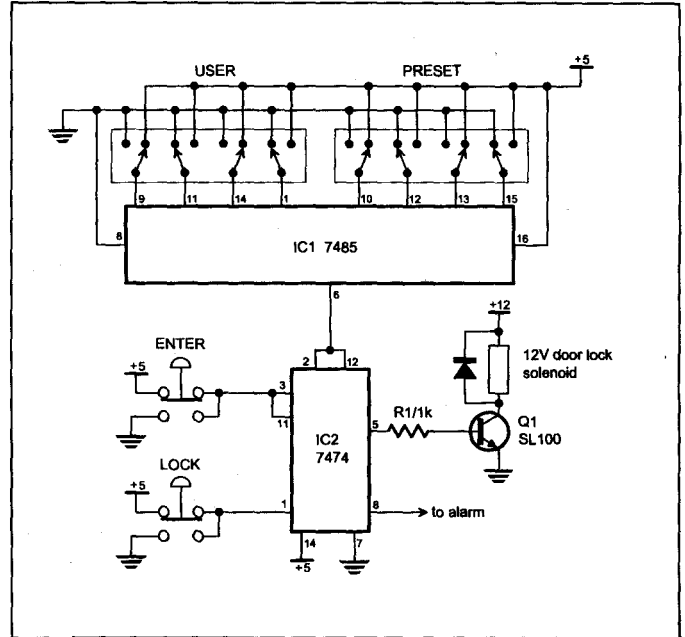 +5
USER PRESET
9 11 14 1 10 12 13 15
8 IC1 7485 16
6
+12
ENTER
2 12
12V door lock
solenoid
+5
3
11
R1/1k
5
Q1
SL100
IC2
7474
LOCK
+5
1
8
to alarm
14 7
+5